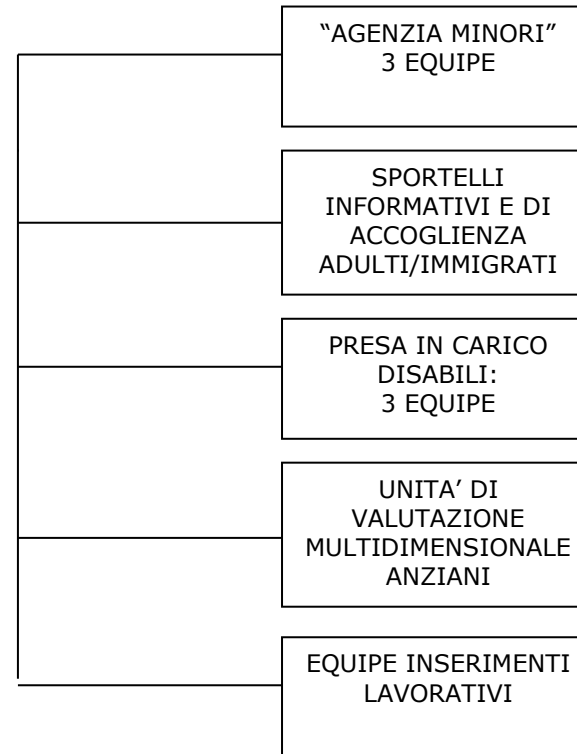 “AGENZIA MINORI”
3 EQUIPE
SPORTELLI
INFORMATIVI E DI
ACCOGLIENZA
ADULTI/IMMIGRATI
PRESA IN CARICO
DISABILI:
3 EQUIPE
UNITA’ DI
VALUTAZIONE
MULTIDIMENSIONALE
ANZIANI
EQUIPE INSERIMENTI
LAVORATIVI